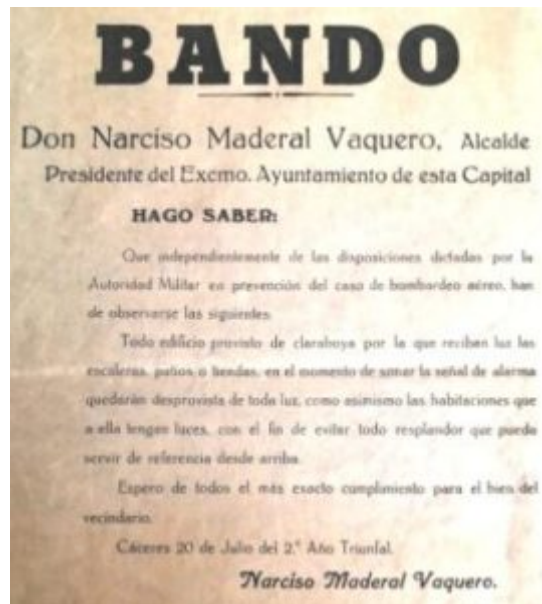 BANDO
Don Narciso Maderal Vaquero, Alcalde
Presidente del Excmo. Ayuntamiento de esta Capital
HAGO SABER:
Que independientemente de las disposiciones dictadas por la
Autoridad Militar en prevención del caso de bombardeo aéreo, han
de observarse las siguientes
Todo edificio provisto de claraboya por la que reciban luz las
escaleras, patios o tiendas, en el momento de sonar la señal de alarma
quedarán desprovista de toda luz, como asimismo las habitaciones que
a ella tengan luces, con el fin de evitar todo resplandor que pueda
servir de referencia desde arriba.
Espero de todos el más exacto cumplimiento para el bien del
vecindario.
Cáceres 20 de Julio del 2.º Año Triunfal.
Narciso Maderal Vaquero.